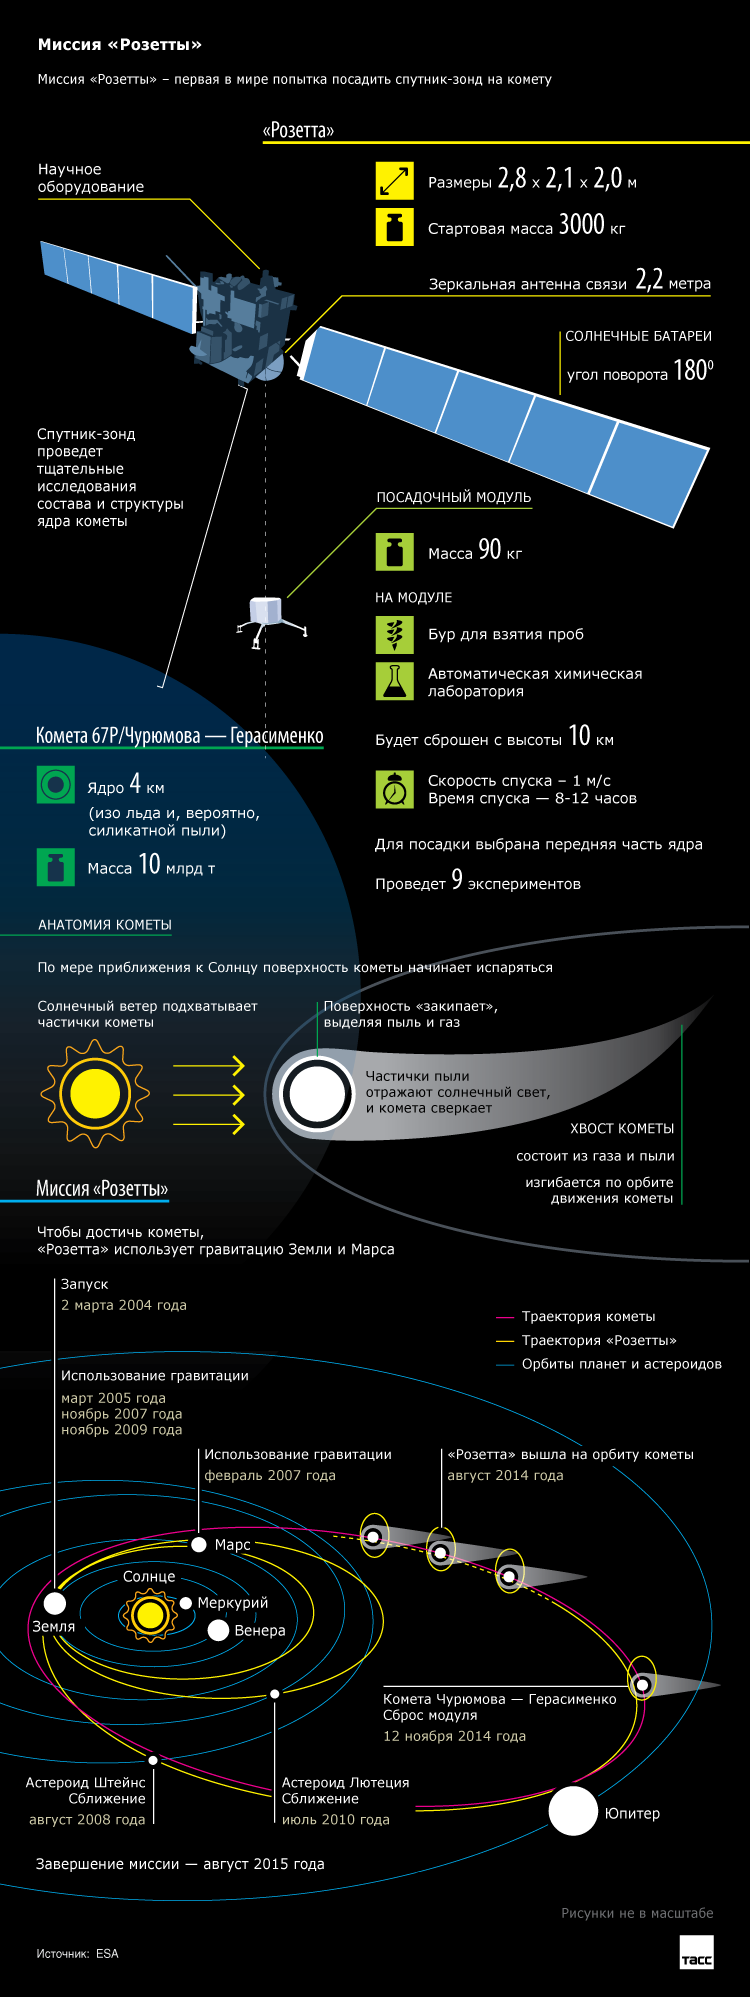 Миссия «Розетты»
Миссия «Розетты» – первая в мире попытка посадить спутник-зонд на комету
«Розетта»
Научное
оборудование
Размеры 2,8 x 2,1 x 2,0 м
Стартовая масса 3000 кг
Зеркальная антенна связи 2,2 метра
СОЛНЕЧНЫЕ БАТАРЕИ
угол поворота 180⁰
Спутник-зонд
проведет
тщательные
исследования
состава и структуры
ядра кометы
ПОСАДОЧНЫЙ МОДУЛЬ
Масса 90 кг
НА МОДУЛЕ
Бур для взятия проб
Автоматическая химическая
лаборатория
Будет сброшен с высоты 10 км
Скорость спуска – 1 м/с
Время спуска — 8-12 часов
Для посадки выбрана передняя часть ядра
Проведет 9 экспериментов
Комета 67P/Чурюмова — Герасименко
Ядро 4 км
(изо льда и, вероятно,
силикатной пыли)
Масса 10 млрд т
АНАТОМИЯ КОМЕТЫ
По мере приближения к Солнцу поверхность кометы начинает испаряться
Солнечный ветер подхватывает
частички кометы
Поверхность «закипает»,
выделяя пыль и газ
Частички пыли
отражают солнечный свет,
и комета сверкает
ХВОСТ КОМЕТЫ
состоит из газа и пыли
изгибается по орбите
движения кометы
Миссия «Розетты»
Чтобы достичь кометы,
«Розетта» использует гравитацию Земли и Марса
Запуск
2 марта 2004 года
Траектория кометы
Траектория «Розетты»
Орбиты планет и астероидов
Использование гравитации
март 2005 года
ноябрь 2007 года
ноябрь 2009 года
Использование гравитации
февраль 2007 года
«Розетта» вышла на орбиту кометы
август 2014 года
Марс
Солнце
Меркурий
Земля
Венера
Комета Чурюмова — Герасименко
Сброс модуля
12 ноября 2014 года
Астероид Штейнс
Сближение
август 2008 года
Астероид Лютеция
Сближение
июль 2010 года
Юпитер
Завершение миссии — август 2015 года
Рисунки не в масштабе
Источник: ESA
ТАСС